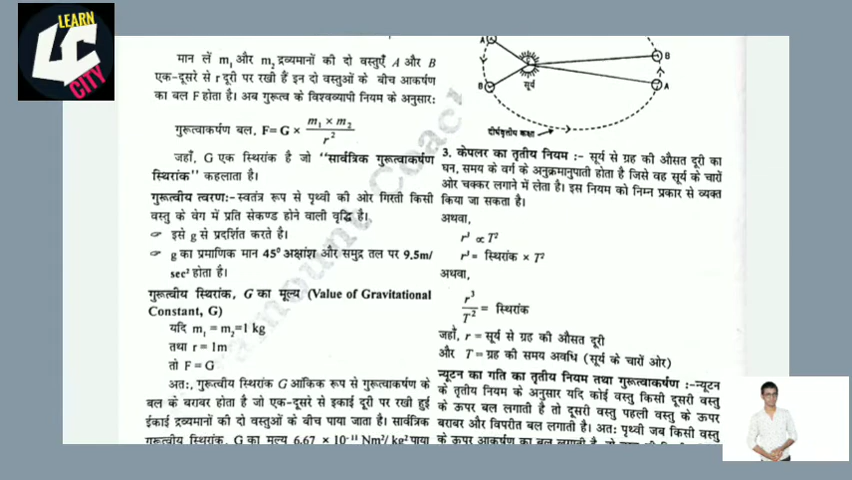 LEARN
LC
CITY
मान लें m₁ और m₂ द्रव्यमानों की दो वस्तुएँ A और B
एक-दूसरे से r दूरी पर रखी हैं इन दो वस्तुओं के बीच आकर्षण
का बल F होता है। अब गुरूत्व के विश्वव्यापी नियम के अनुसार:
गुरूत्वाकर्षण बल, F= G × m₁ × m₂ / r²
जहाँ, G एक स्थिरांक है जो "सार्वत्रिक गुरूत्वाकर्षण
स्थिरांक" कहलाता है।
गुरूत्वीय त्वरण:- स्वतंत्र रूप से पृथ्वी की ओर गिरती किसी
वस्तु के वेग में प्रति सेकण्ड होने वाली वृद्धि है।
☞ इसे g से प्रदर्शित करते है।
☞ g का प्रमाणिक मान 45⁰ अक्षांश और समुद्र तल पर 9.5m/
sec² होता है।
गुरूत्वीय स्थिरांक, G का मूल्य (Value of Gravitational
Constant, G)
यदि m₁ = m₂=1 kg
तथा r = 1m
तो F = G
अतः, गुरूत्वीय स्थिरांक G आंकिक रूप से गुरूत्वाकर्षण के
बल के बराबर होता है जो एक-दूसरे से इकाई दूरी पर रखी हुई
ईकाई द्रव्यमानों की दो वस्तुओं के बीच पाया जाता है। सार्वत्रिक
गुरूत्वीय स्थिरांक, G का मूल्य 6.67 × 10⁻¹¹ Nm²/ kg² पाया
A
B
सूर्य
B
A
दीर्घवृत्तीय कक्षा
3. केपलर का तृतीय नियम :- सूर्य से ग्रह की औसत दूरी का
घन, समय के वर्ग के अनुक्रमानुपाती होता है जिसे वह सूर्य के चारों
ओर चक्कर लगाने में लेता है। इस नियम को निम्न प्रकार से व्यक्त
किया जा सकता है।
अथवा,
r³ ∝ T²
r³ = स्थिरांक × T²
अथवा,
r³ / T² = स्थिरांक
जहाँ, r = सूर्य से ग्रह की औसत दूरी
और T = ग्रह की समय अवधि (सूर्य के चारों ओर)
न्यूटन का गति का तृतीय नियम तथा गुरूत्वाकर्षण :- न्यूटन
के तृतीय नियम के अनुसार यदि कोई वस्तु किसी दूसरी वस्तु
के ऊपर बल लगाती है तो दूसरी वस्तु पहली वस्तु के ऊपर
बराबर और विपरीत बल लगाती है। अतः पृथ्वी जब किसी वस्तु
के ऊपर आकर्षण का बल लगाती है, तो